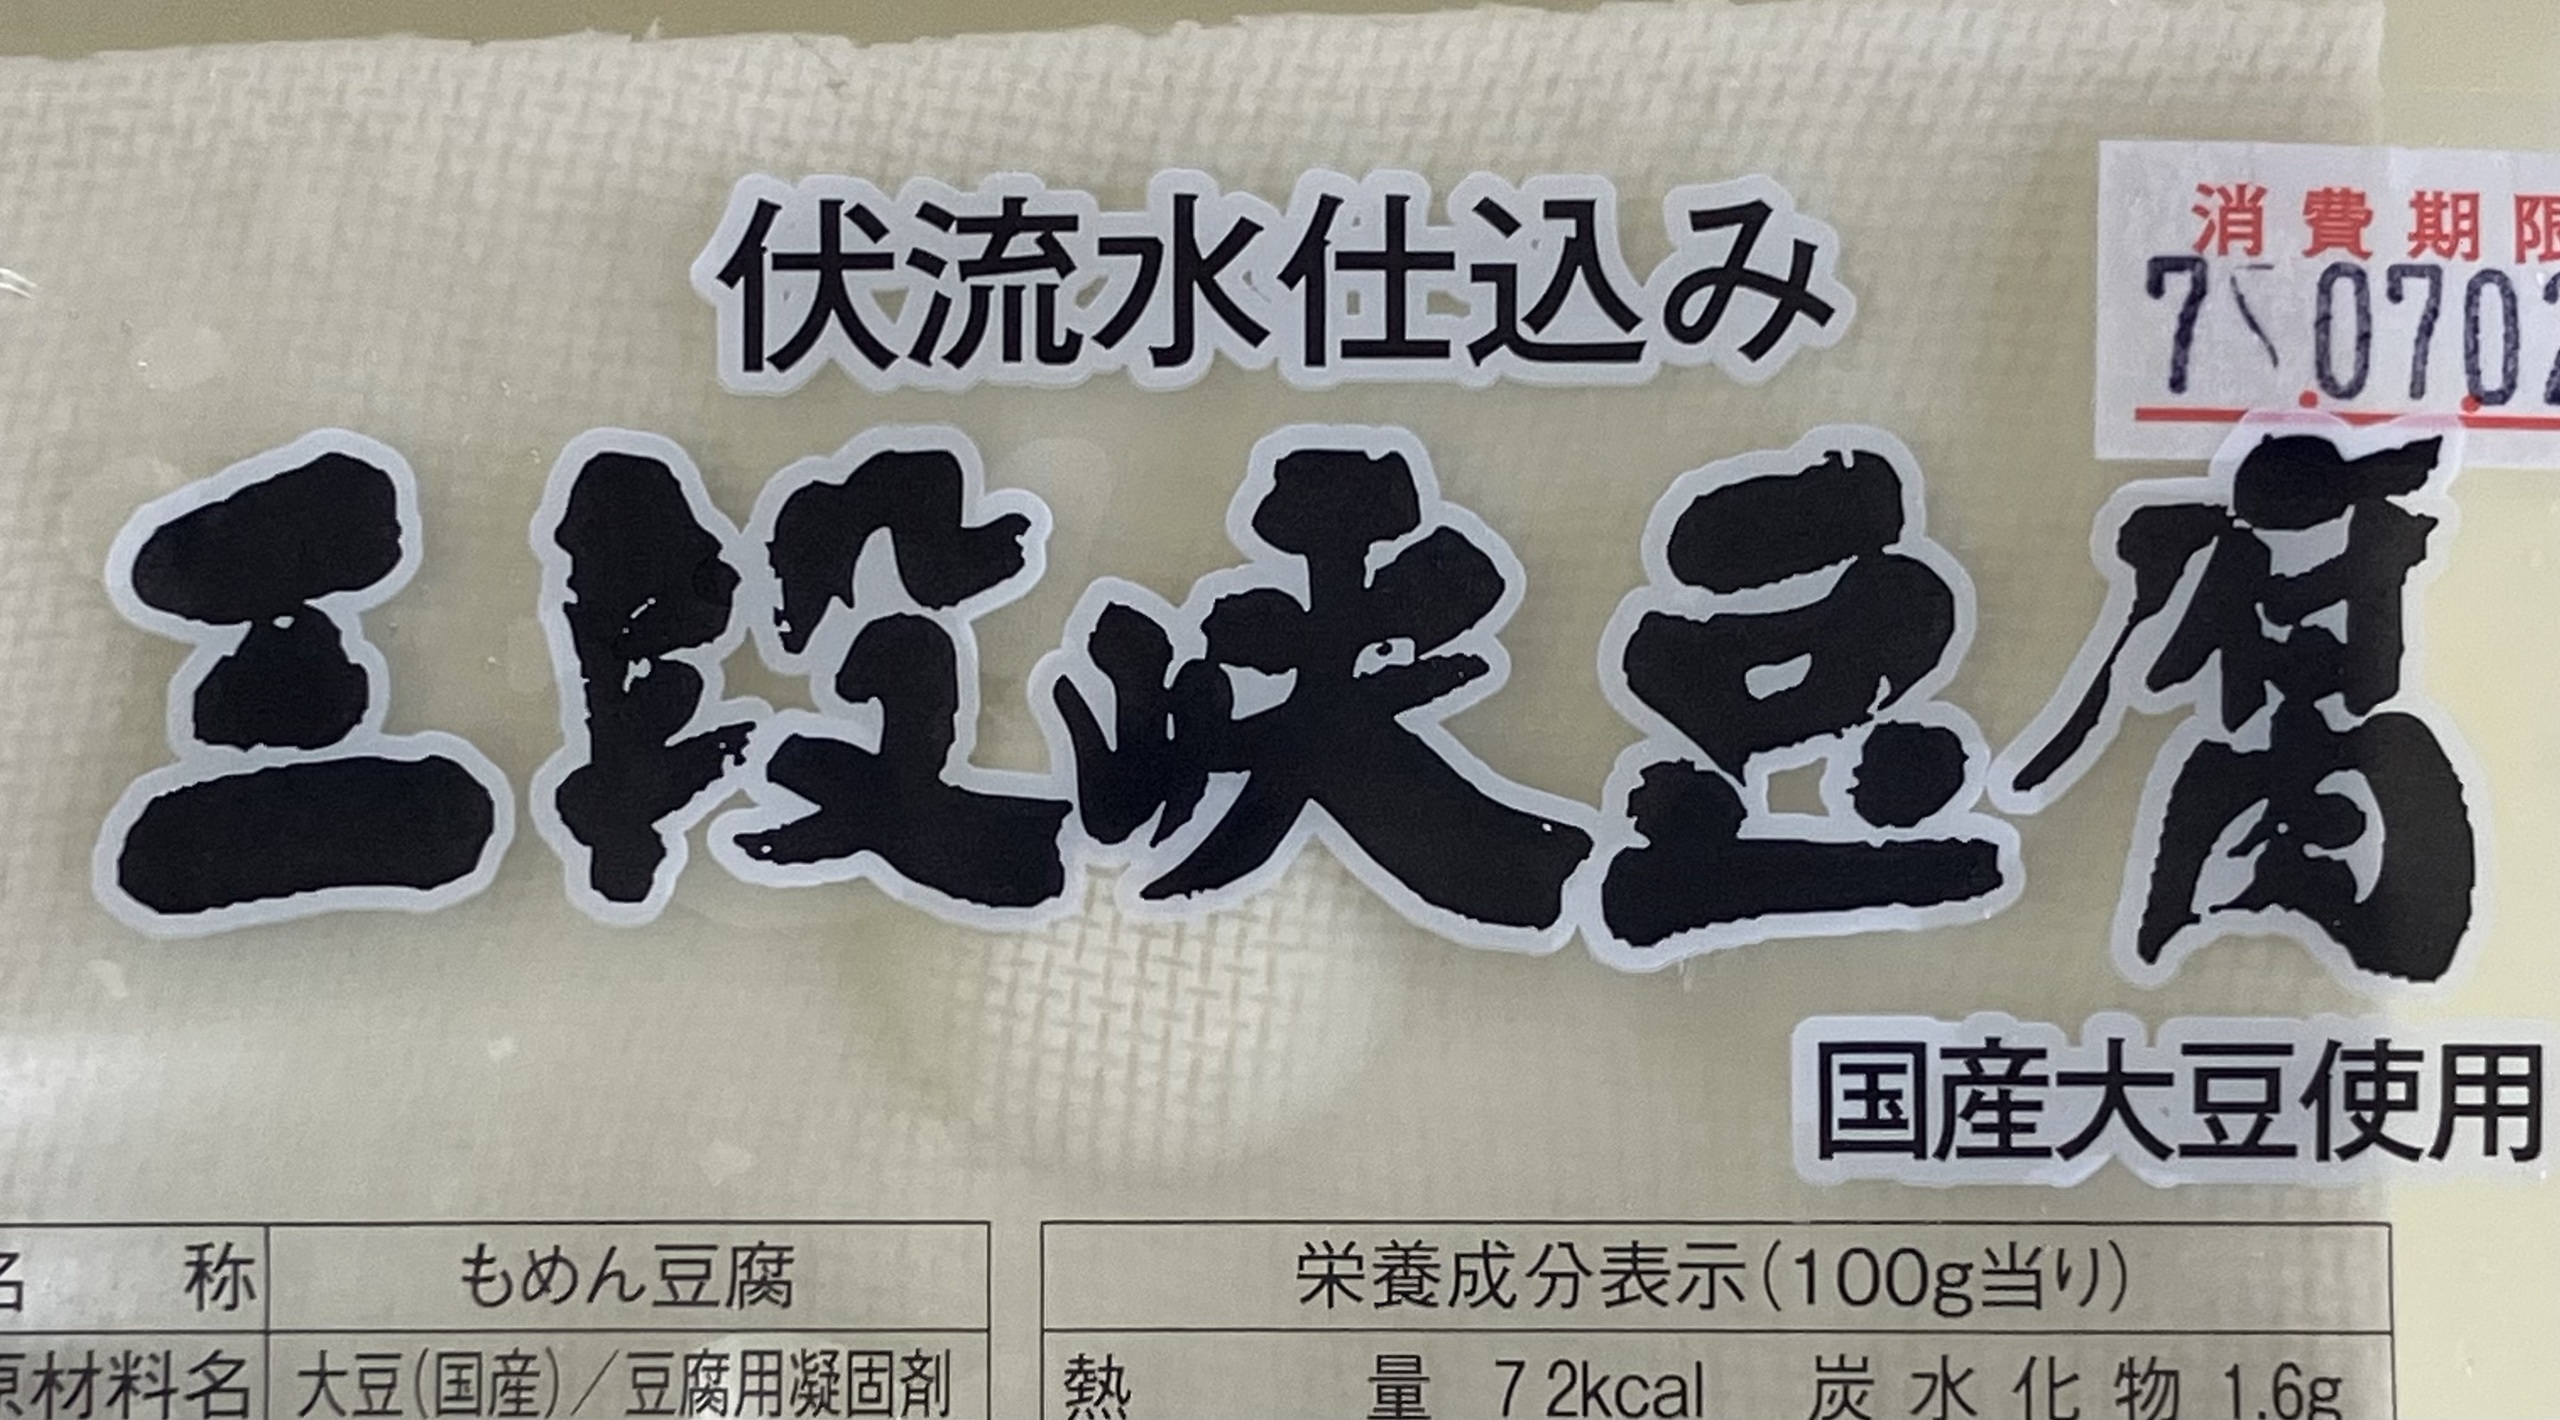 伏流水仕込み
消費期限
7.0702
三段峡豆腐
国産大豆使用
名称 もめん豆腐
原材料名 大豆(国産)／豆腐用凝固剤
栄養成分表示(100g当り)
熱量 72kcal 炭水化物 1.6g